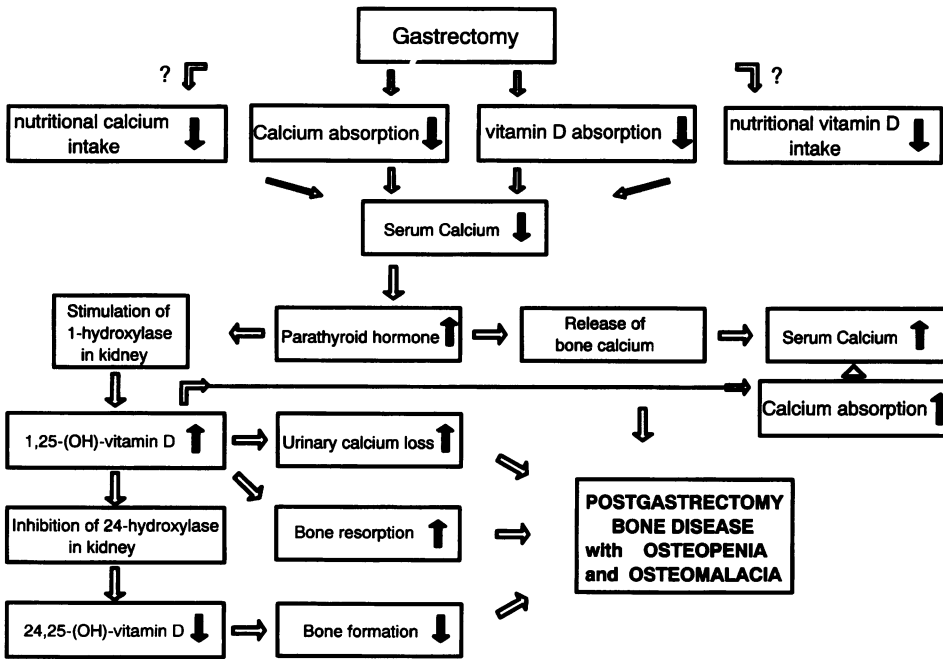 Gastrectomy
?
?
nutritional calcium
intake
Calcium absorption
vitamin D absorption
nutritional vitamin D
intake
Serum Calcium
Stimulation of
1-hydroxylase
in kidney
Parathyroid hormone
Release of
bone calcium
Serum Calcium
Calcium absorption
1,25-(OH)-vitamin D
Urinary calcium loss
Inhibition of 24-hydroxylase
in kidney
Bone resorption
POSTGASTRECTOMY
BONE DISEASE
with OSTEOPENIA
and OSTEOMALACIA
24,25-(OH)-vitamin D
Bone formation